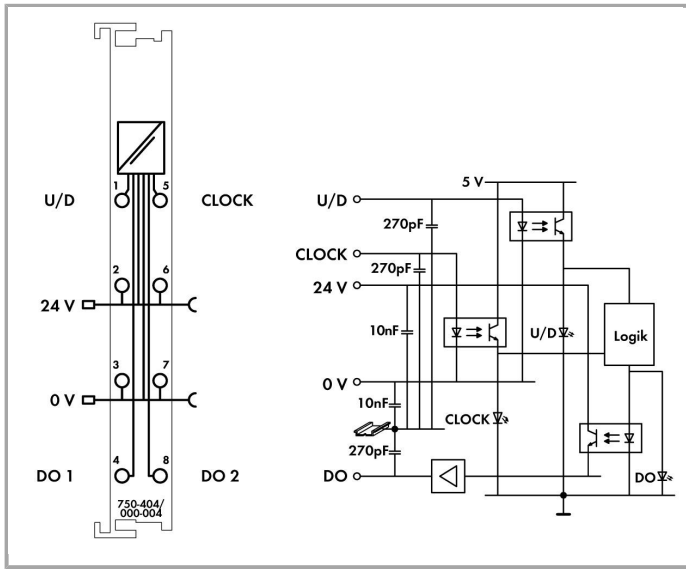 1 5
U/D CLOCK
2 6
24 V
3 7
0 V
4 8
DO 1 DO 2
750-404/
000-004
5 V
U/D
270pF
CLOCK
270pF
24 V
10nF
U/D
Logik
0 V
10nF
CLOCK
270pF
DO
DO